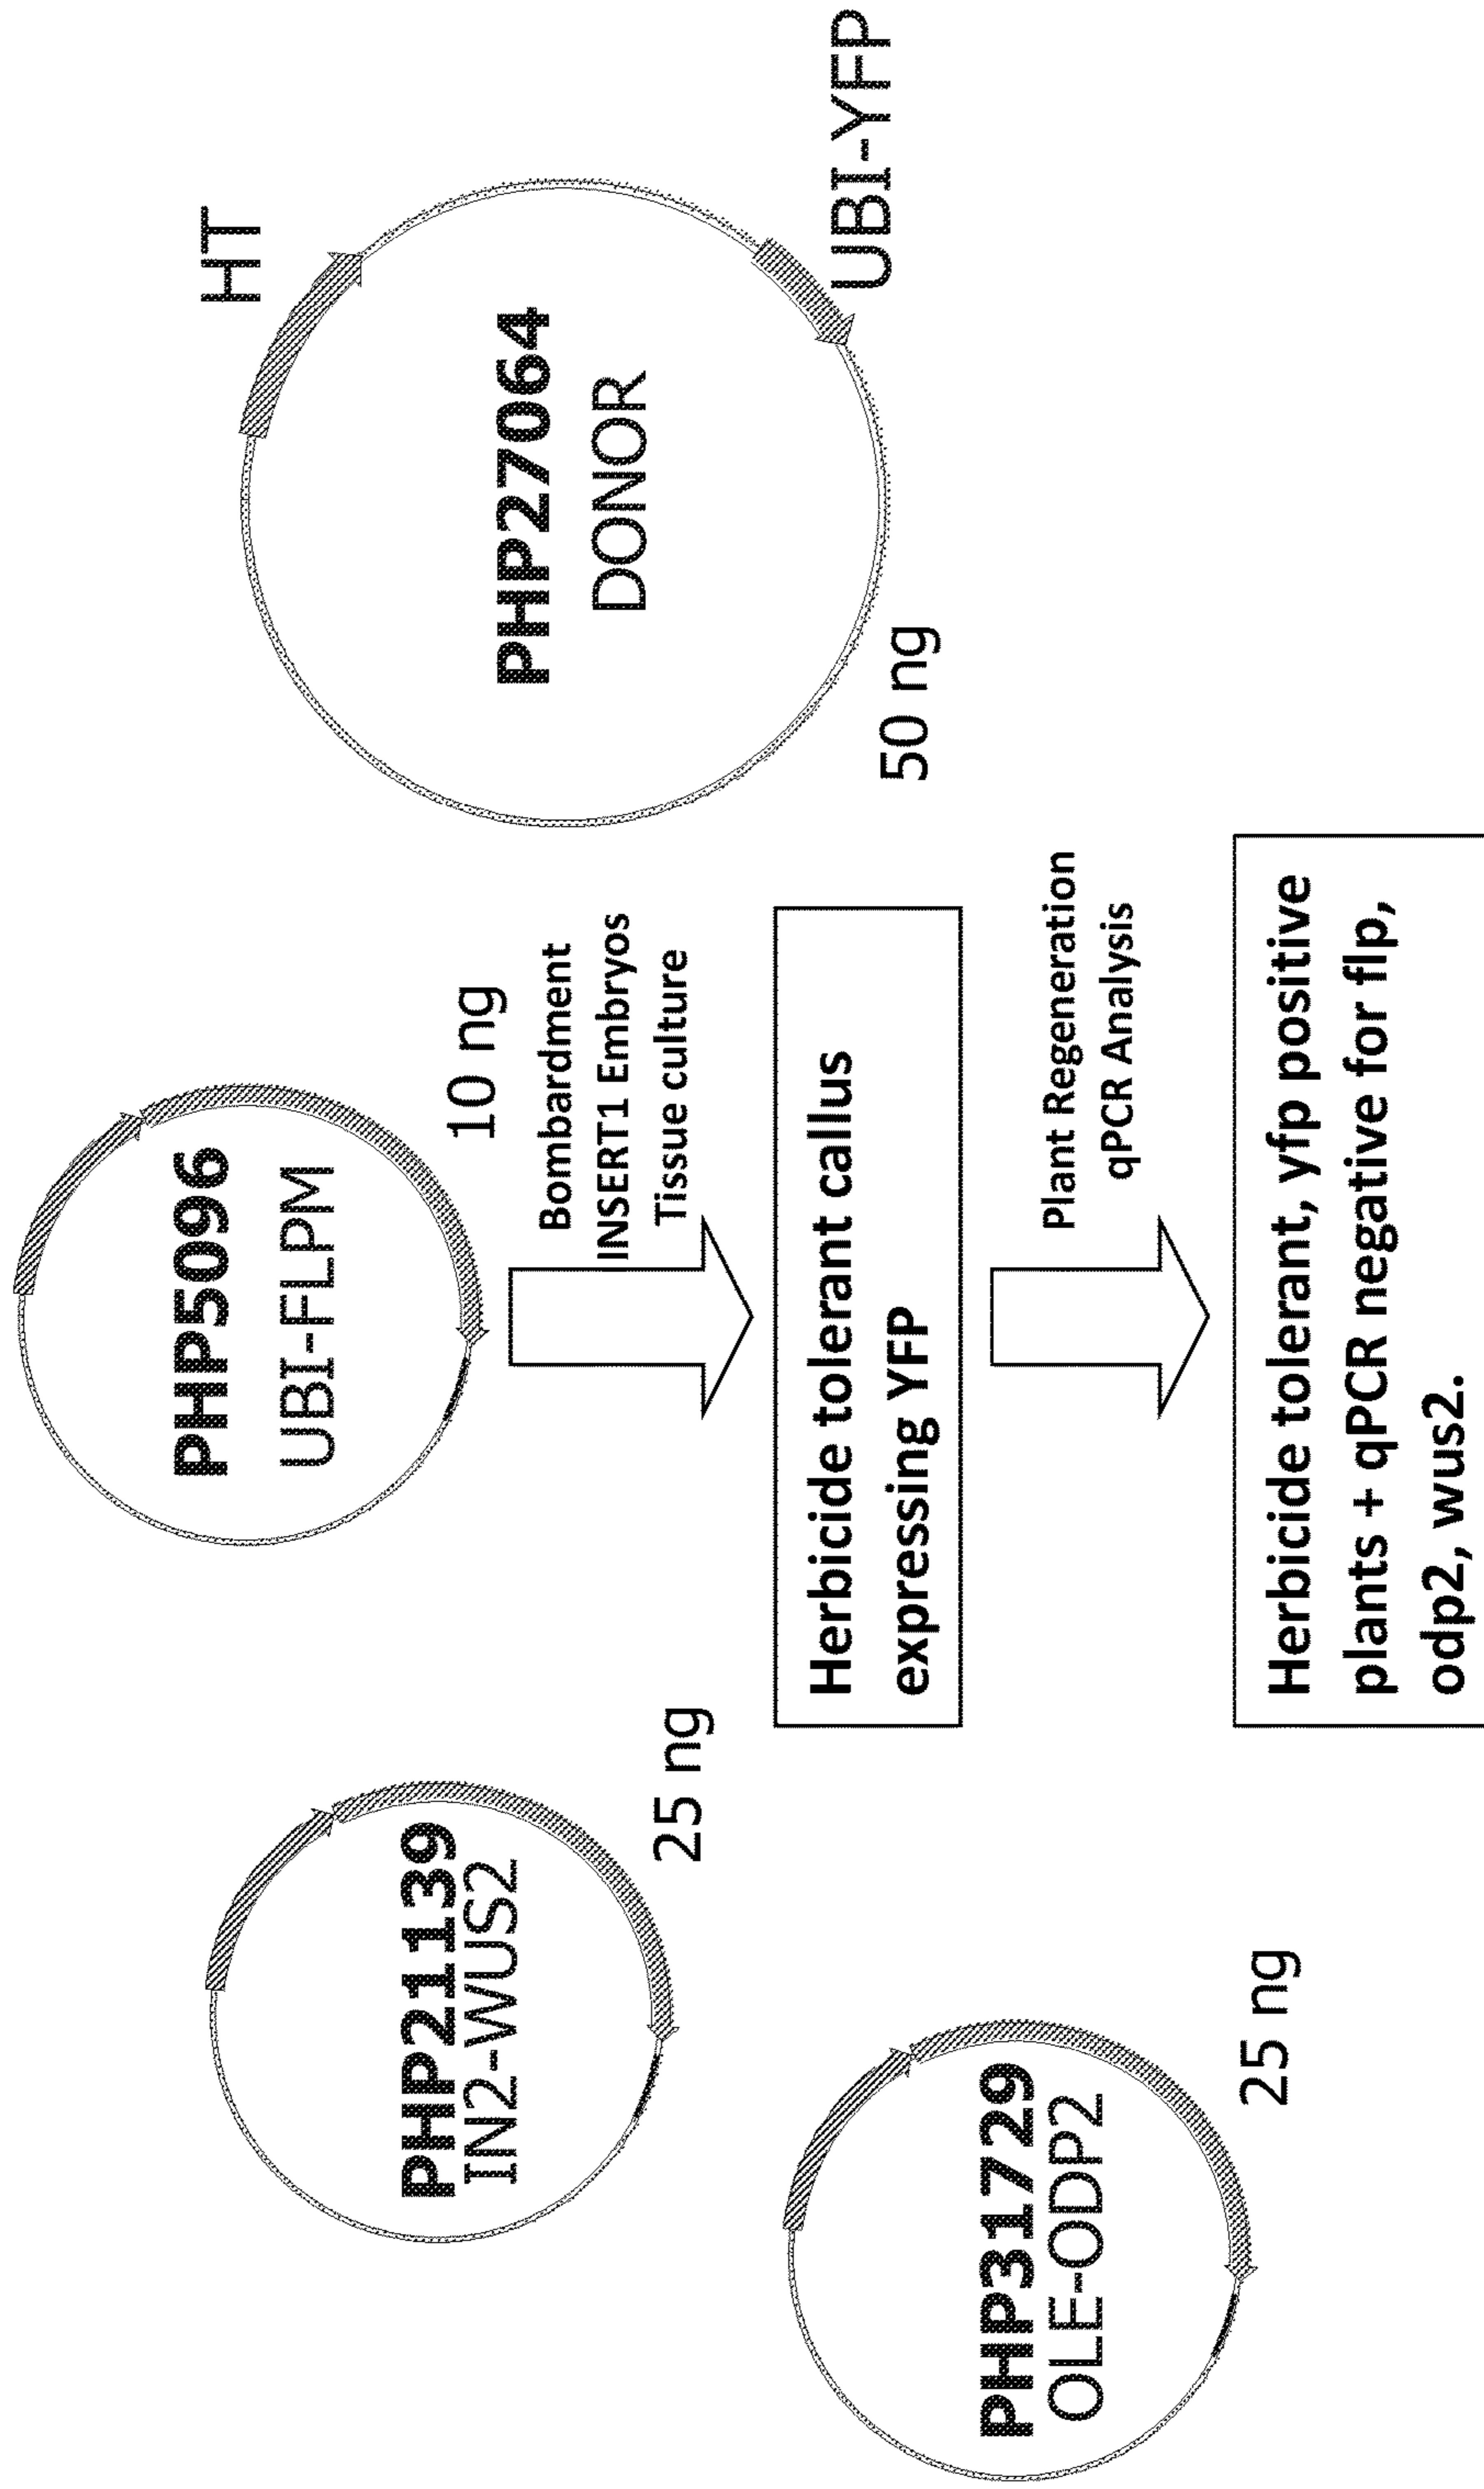 PHP31729
OLE-ODP2
25 ng
PHP21139
IN2-WUS2
25 ng
PHP5096
UBI-FLPM
10 ng
HT
PHP27064
DONOR
UBI-YFP
50 ng
Bombardment
INSERT1 Embryos
Tissue culture
Herbicide tolerant callus
expressing YFP
Plant Regeneration
qPCR Analysis
Herbicide tolerant, yfp positive
plants + qPCR negative for flp,
odp2, wus2.